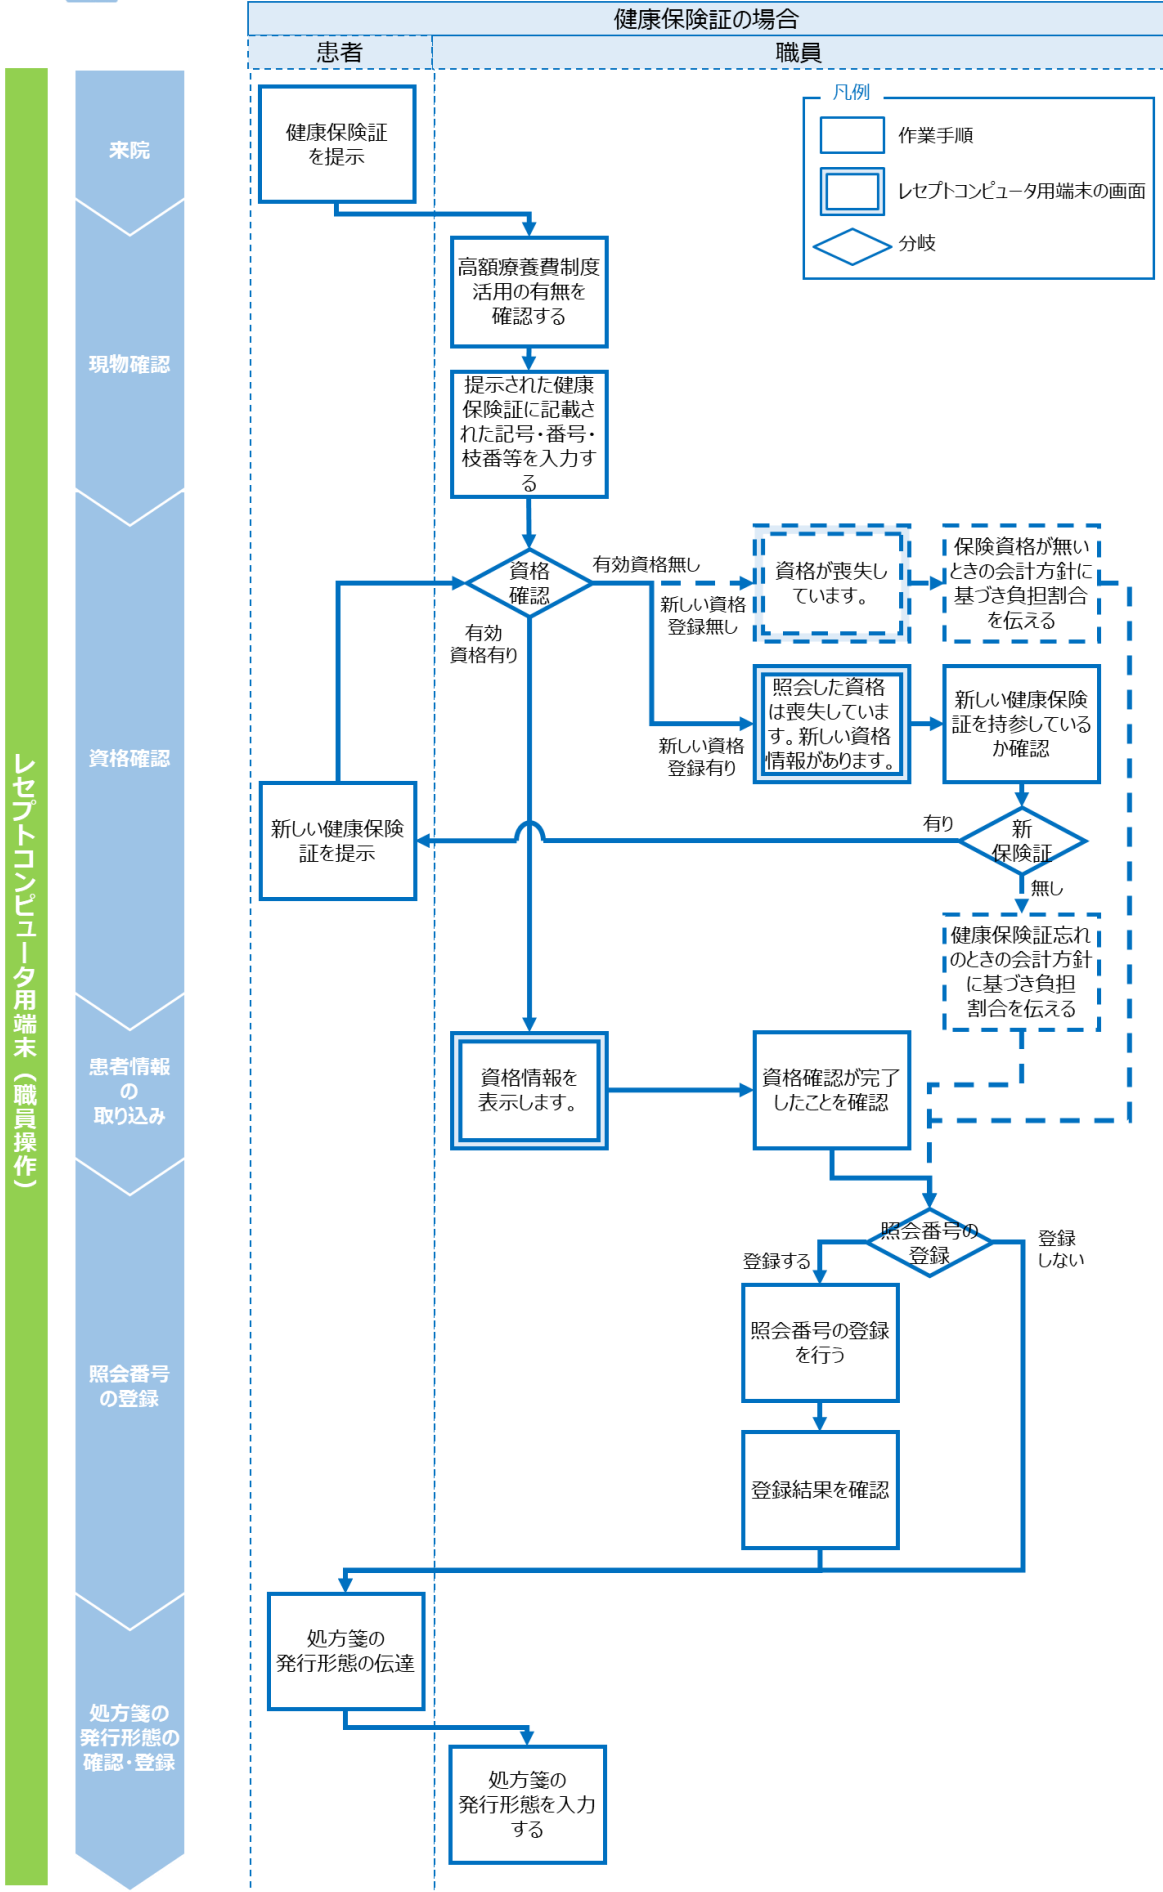 健康保険証の場合
患者
職員
レセプトコンピュータ用端末（職員操作）
来院
現物確認
資格確認
患者情報
の
取り込み
照会番号
の登録
処方箋の
発行形態の
確認・登録
凡例
作業手順
レセプトコンピュータ用端末の画面
分岐
健康保険証
を提示
高額療養費制度
活用の有無を
確認する
提示された健康
保険証に記載さ
れた記号・番号・
枝番等を入力す
る
資格
確認
有効資格無し
新しい資格
登録無し
有効
資格有り
資格が喪失し
ています。
保険資格が無い
ときの会計方針に
基づき負担割合
を伝える
新しい資格
登録有り
照会した資格
は喪失していま
す。新しい資格
情報があります。
新しい健康保険
証を持参している
か確認
新しい健康保険
証を提示
有り
新
保険証
無し
健康保険証忘れ
のときの会計方針
に基づき負担
割合を伝える
資格情報を
表示します。
資格確認が完了
したことを確認
照会番号の
登録
登録する
登録
しない
照会番号の登録
を行う
登録結果を確認
処方箋の
発行形態の伝達
処方箋の
発行形態を入力
する